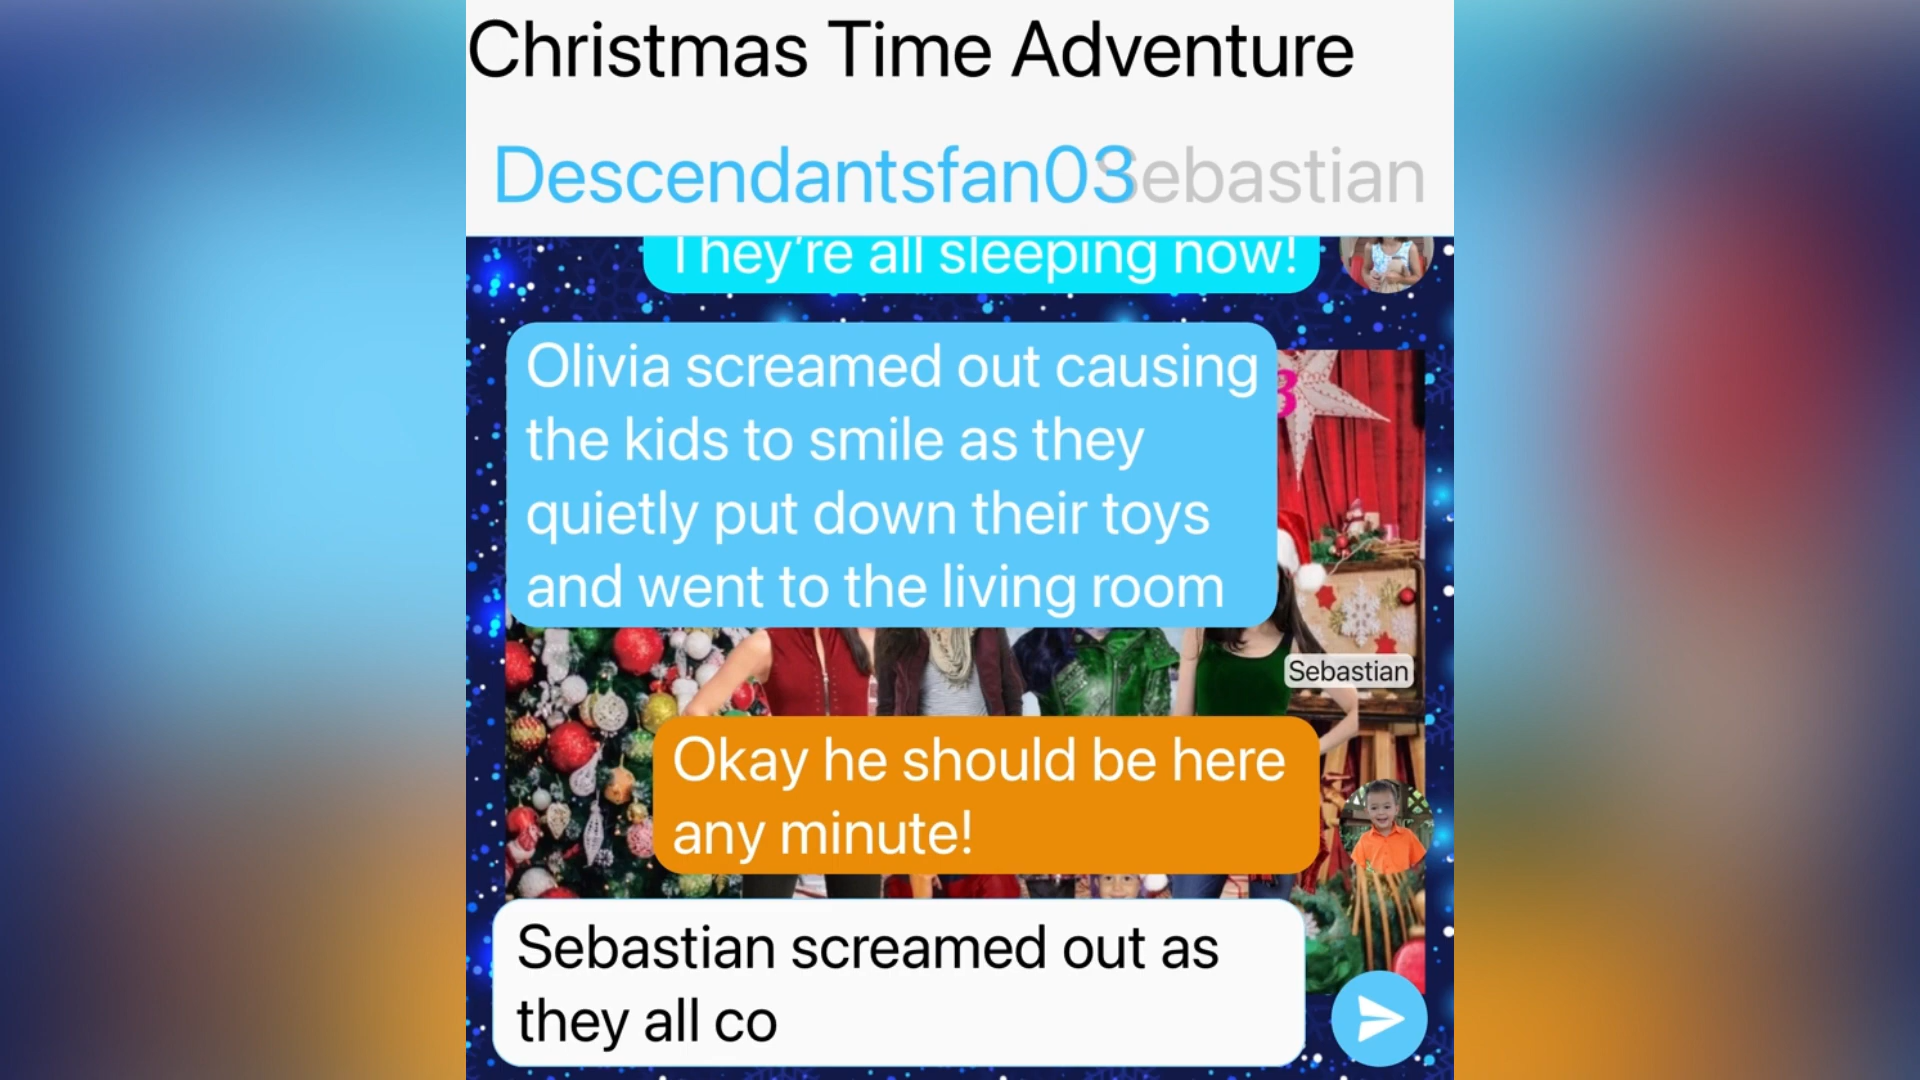 Christmas Time Adventure
Descendantsfan03
Sebastian
They're all sleeping now!
Olivia screamed out causing
the kids to smile as they
quietly put down their toys
and went to the living room
Sebastian
Okay he should be here
any minute!
Sebastian screamed out as
they all co